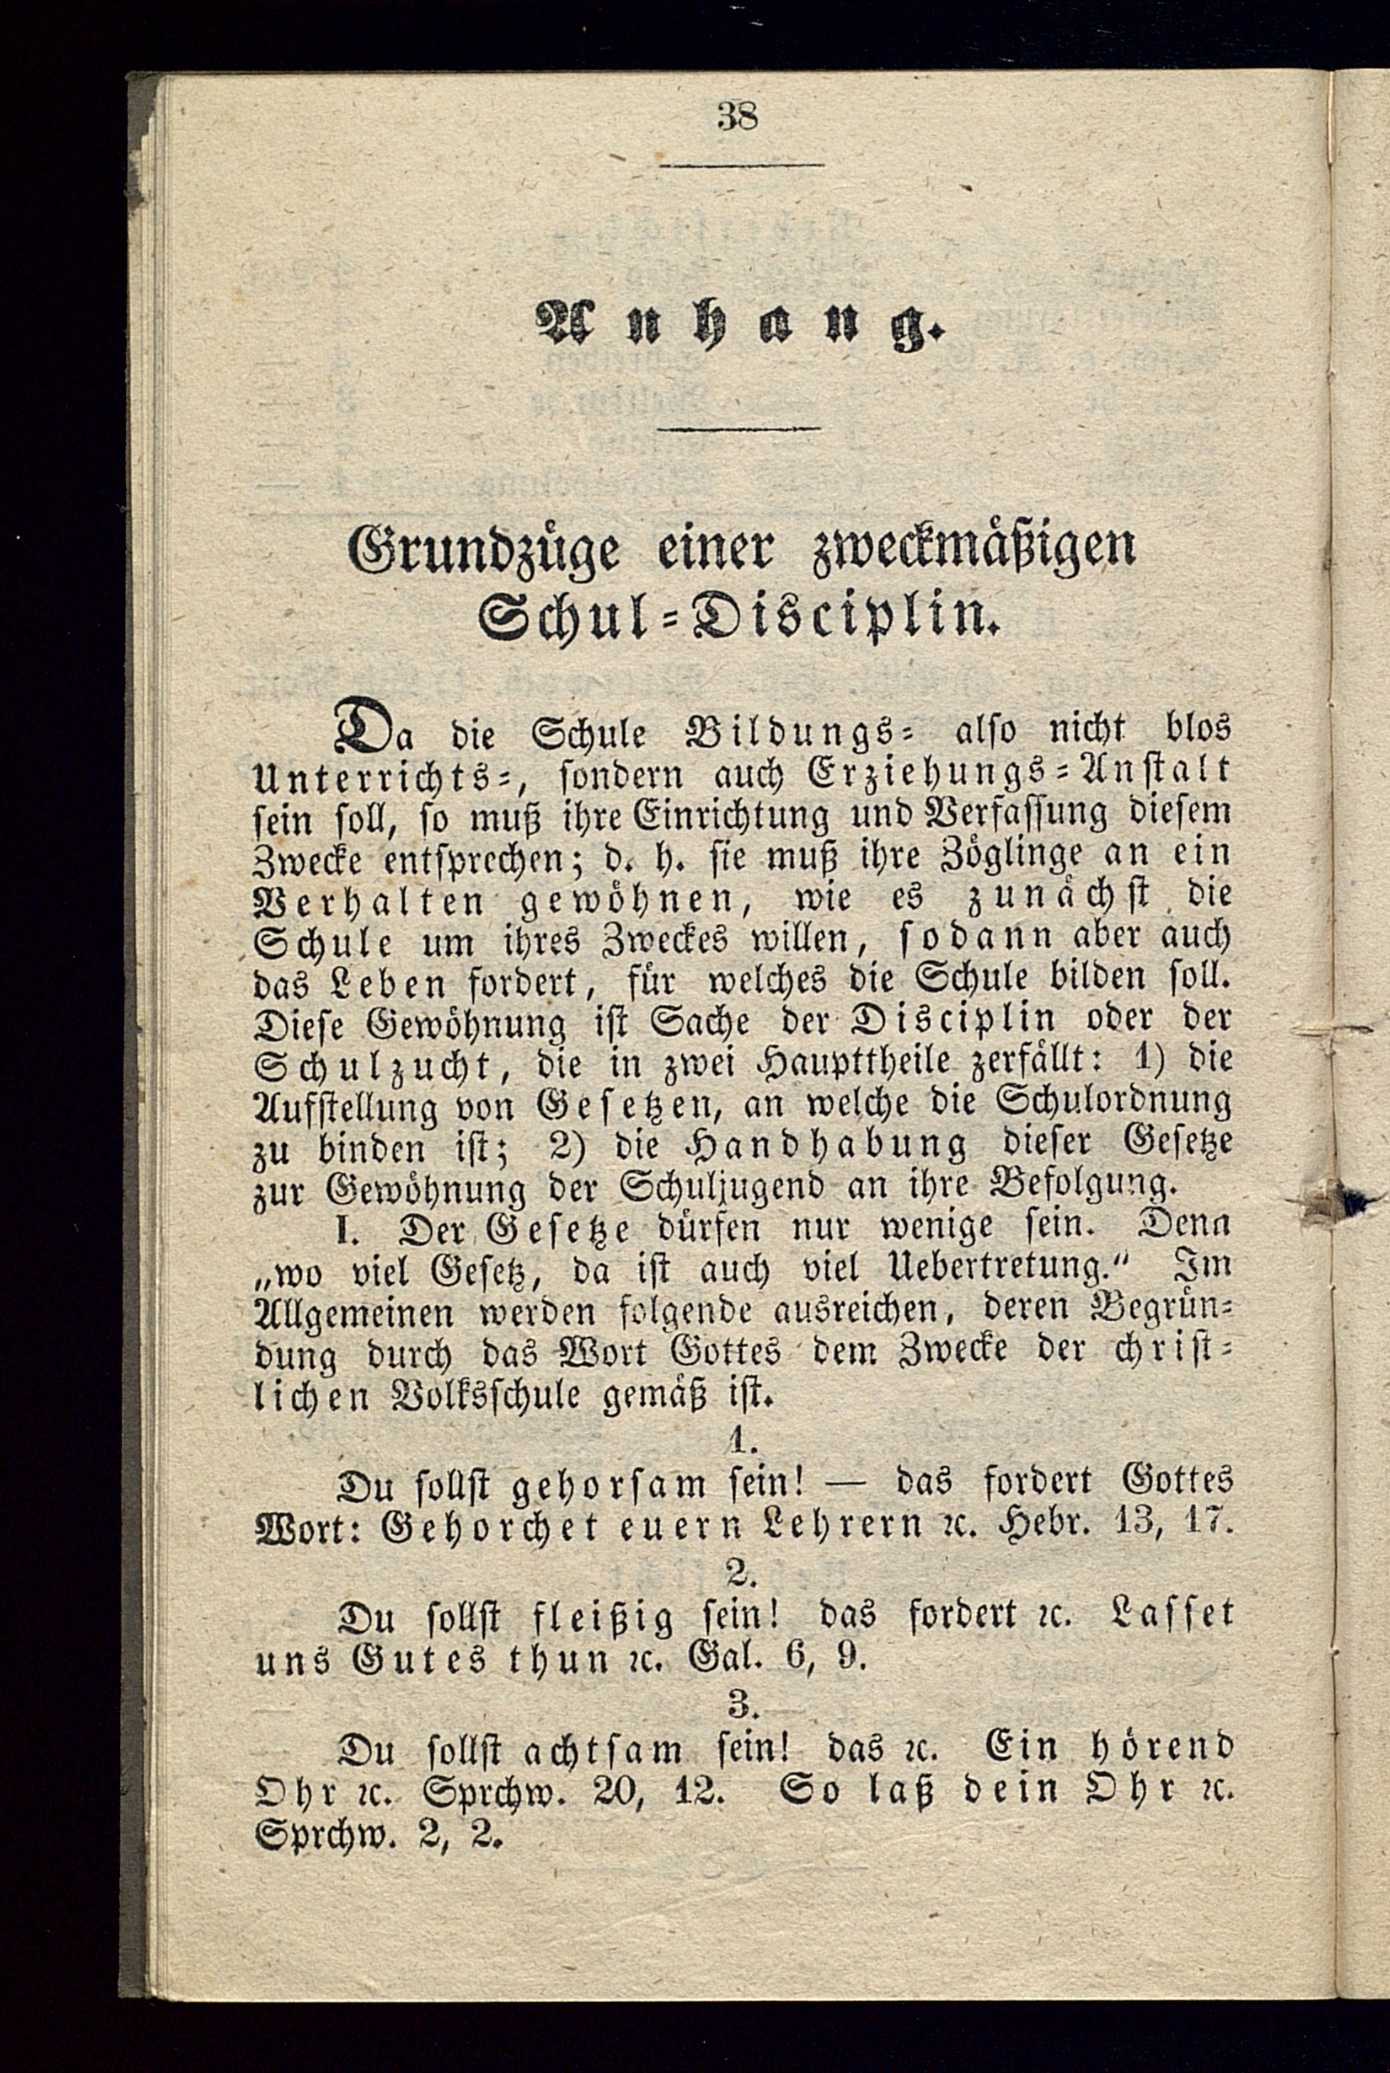 38
Anhang.
Grundzüge einer zweckmäßigen
Schul-Disciplin.
Da die Schule Bildungs- also nicht blos
Unterrichts-, sondern auch Erziehungs-Anstalt
sein soll, so muß ihre Einrichtung und Verfassung diesem
Zwecke entsprechen; d. h. sie muß ihre Zöglinge an ein
Verhalten gewöhnen, wie es zunächst die
Schule um ihres Zweckes willen, sodann aber auch
das Leben fordert, für welches die Schule bilden soll.
Diese Gewöhnung ist Sache der Disciplin oder der
Schulzucht, die in zwei Haupttheile zerfällt: 1) die
Aufstellung von Gesetzen, an welche die Schulordnung
zu binden ist; 2) die Handhabung dieser Gesetze
zur Gewöhnung der Schuljugend an ihre Befolgung.
I. Der Gesetze dürfen nur wenige sein. Denn
„wo viel Gesetz, da ist auch viel Uebertretung.“ Im
Allgemeinen werden folgende ausreichen, deren Begrün-
dung durch das Wort Gottes dem Zwecke der christ-
lichen Volksschule gemäß ist.
1.
Du sollst gehorsam sein! — das fordert Gottes
Wort: Gehorchet euern Lehrern ꝛc. Hebr. 13, 17.
2.
Du sollst fleißig sein! das fordert ꝛc. Lasset
uns Gutes thun ꝛc. Gal. 6, 9.
3.
Du sollst achtsam sein! das ꝛc. Ein hörend
Ohr ꝛc. Sprchw. 20, 12. So laß dein Ohr ꝛc.
Sprchw. 2, 2.